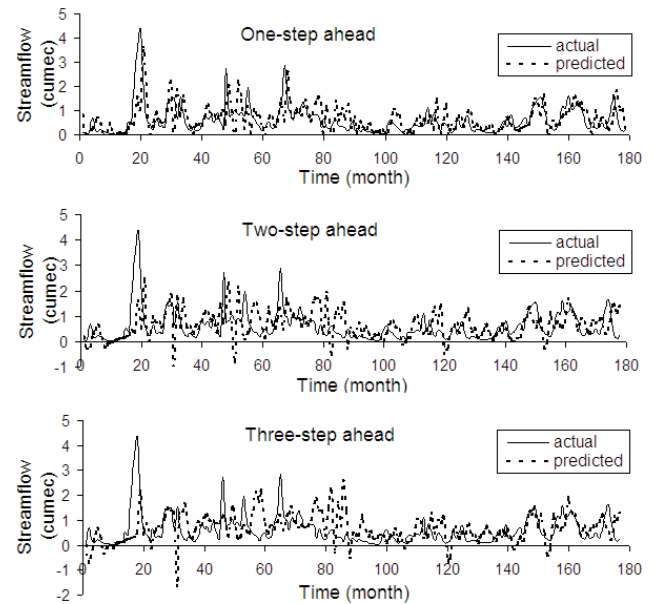 One-step ahead
actual
predicted
Streamflow
(cumec)
5
4
3
2
1
0
0 20 40 60 80 100 120 140 160 180
Time (month)
Two-step ahead
actual
predicted
Streamflow
(cumec)
5
4
3
2
1
0
-1
0 20 40 60 80 100 120 140 160 180
Time (month)
Three-step ahead
actual
predicted
Streamflow
(cumec)
5
4
3
2
1
0
-1
-2
0 20 40 60 80 100 120 140 160 180
Time (month)